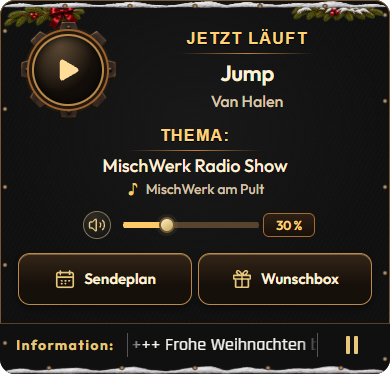 JETZT LÄUFT
Jump
Van Halen
THEMA:
MischWerk Radio Show
MischWerk am Pult
30 %
Sendeplan
Wunschbox
Information:
+++ Frohe Weihnachten